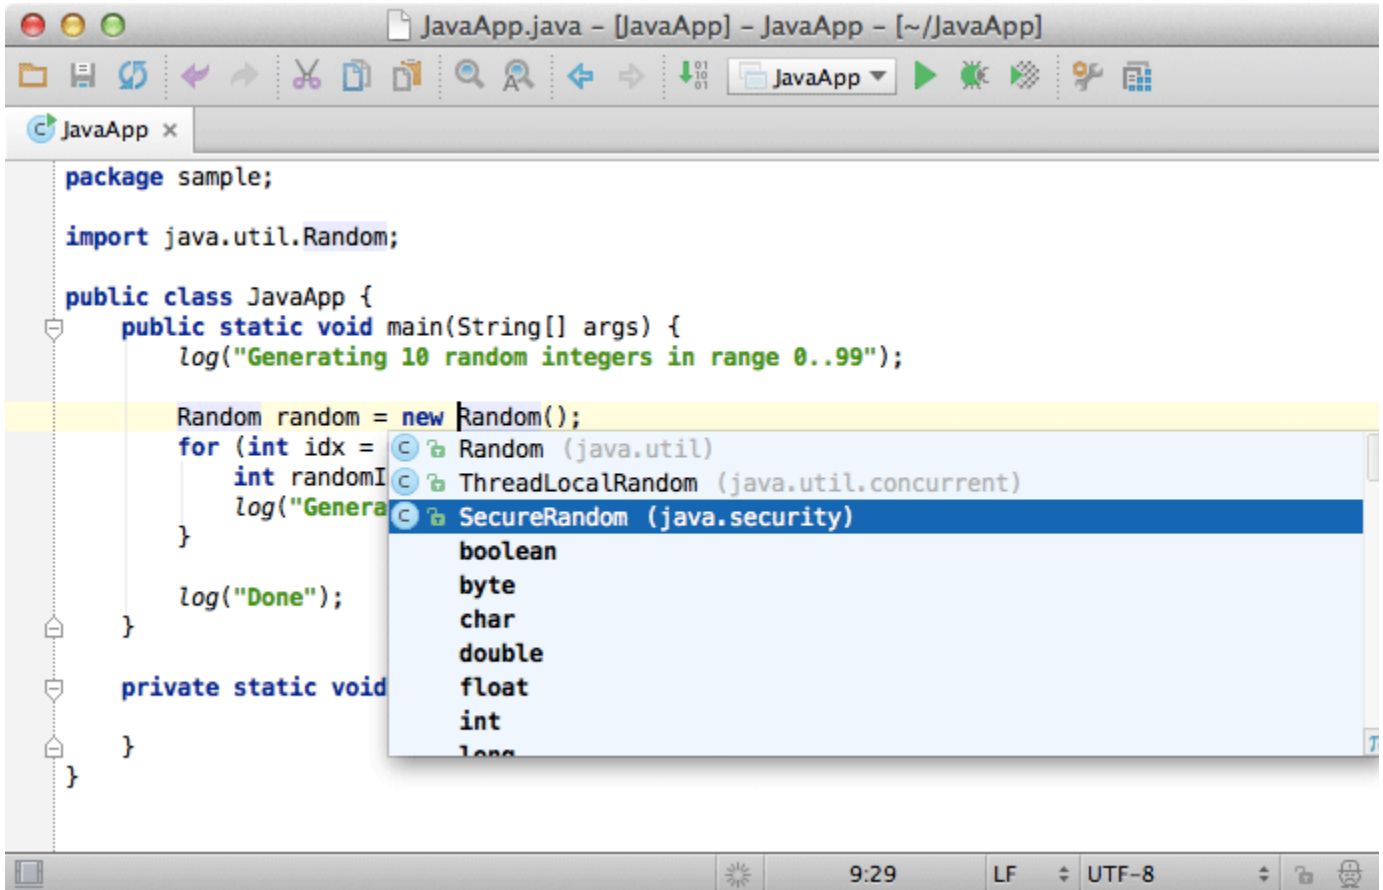 JavaApp.java – [JavaApp] – JavaApp – [~/JavaApp]
JavaApp
JavaApp
package sample;
import java.util.Random;
public class JavaApp {
public static void main(String[] args) {
log("Generating 10 random integers in range 0..99");
Random random = new Random();
for (int idx =
int randomI
log("Genera
}
log("Done");
}
private static void
}
}
Random (java.util)
ThreadLocalRandom (java.util.concurrent)
SecureRandom (java.security)
boolean
byte
char
double
float
int
long
9:29 LF UTF-8